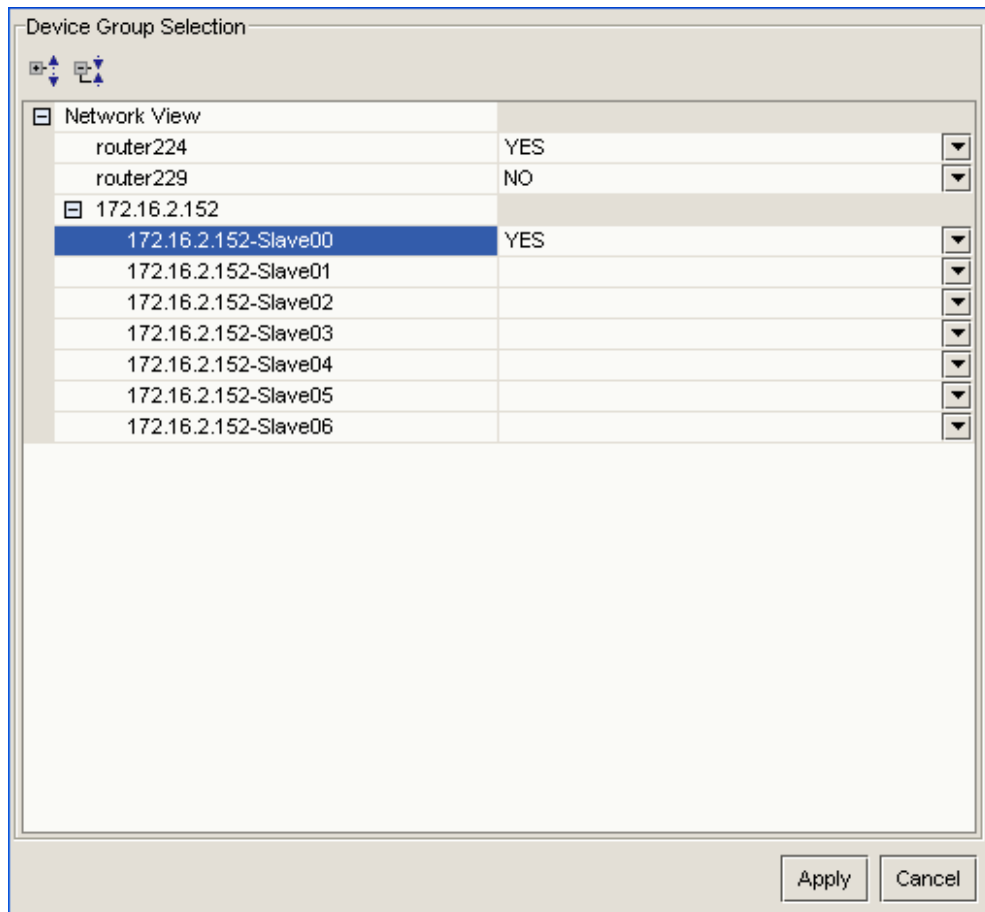 Device Group Selection
Network View
router224 YES
router229 NO
172.16.2.152
172.16.2.152-Slave00 YES
172.16.2.152-Slave01
172.16.2.152-Slave02
172.16.2.152-Slave03
172.16.2.152-Slave04
172.16.2.152-Slave05
172.16.2.152-Slave06
Apply Cancel